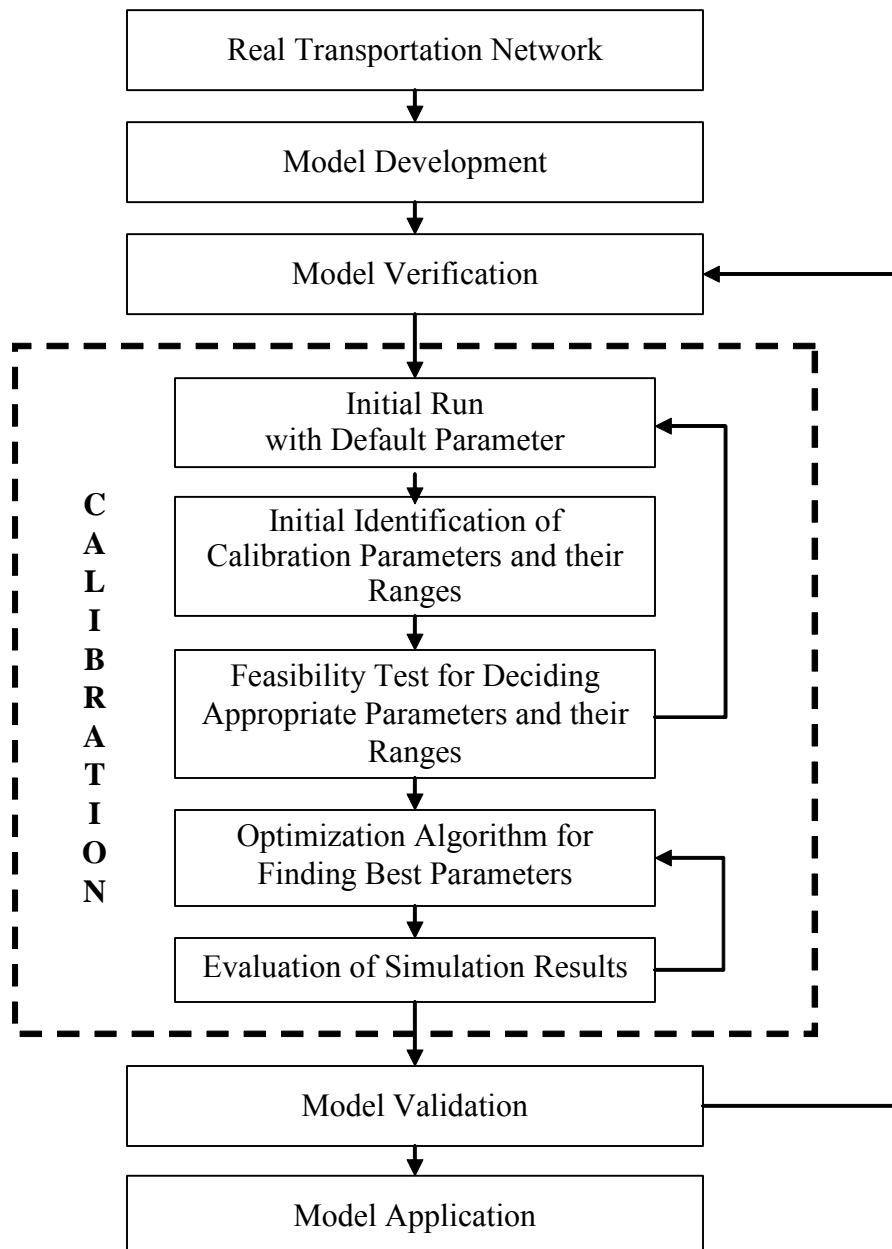 Real Transportation Network
Model Development
Model Verification
C
A
L
I
B
R
A
T
I
O
N
Initial Run
with Default Parameter
Initial Identification of
Calibration Parameters and their
Ranges
Feasibility Test for Deciding
Appropriate Parameters and their
Ranges
Optimization Algorithm for
Finding Best Parameters
Evaluation of Simulation Results
Model Validation
Model Application